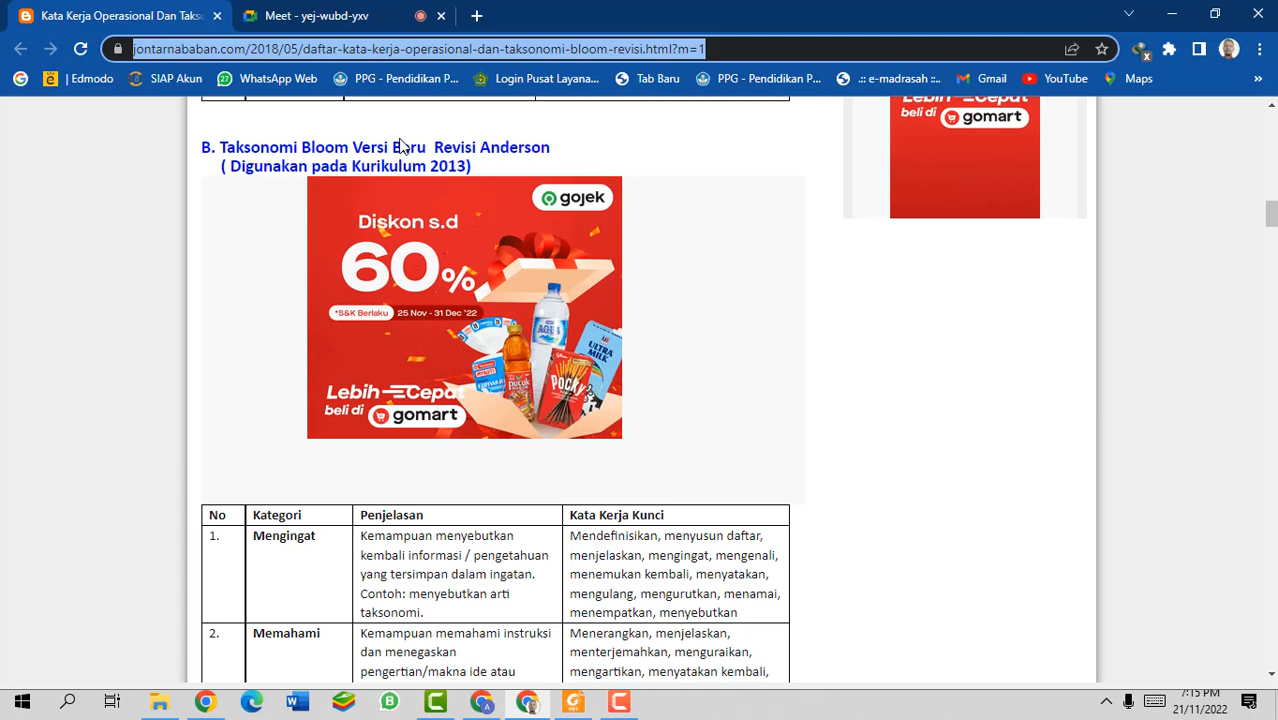 Kata Kerja Operasional Dan Takso
Meet - yej-wubd-yxv
jontarnababan.com/2018/05/daftar-kata-kerja-operasional-dan-taksonomi-bloom-revisi.html?m=1
Edmodo
SIAP Akun
WhatsApp Web
PPG - Pendidikan P...
Login Pusat Layana...
Tab Baru
PPG - Pendidikan P...
.:: e-madrasah ::..
Gmail
YouTube
Maps
»
Lebih Cepat
beli di gomart
B. Taksonomi Bloom Versi Baru Revisi Anderson
( Digunakan pada Kurikulum 2013)
gojek
Diskon s.d
60%
*S&K Berlaku 25 Nov - 31 Dec '22
AQUA
ULTRA MILK
POCKY
PUCUK
Lebih Cepat
beli di gomart
No Kategori Penjelasan Kata Kerja Kunci
1. Mengingat Kemampuan menyebutkan Mendefinisikan, menyusun daftar,
kembali informasi / pengetahuan menjelaskan, mengingat, mengenali,
yang tersimpan dalam ingatan. menemukan kembali, menyatakan,
Contoh: menyebutkan arti mengulang, mengurutkan, menamai,
taksonomi. menempatkan, menyebutkan
2. Memahami Kemampuan memahami instruksi Menerangkan, menjelaskan,
dan menegaskan menterjemahkan, menguraikan,
pengertian/makna ide atau mengartikan, menyatakan kembali,
7:15 PM
21/11/2022